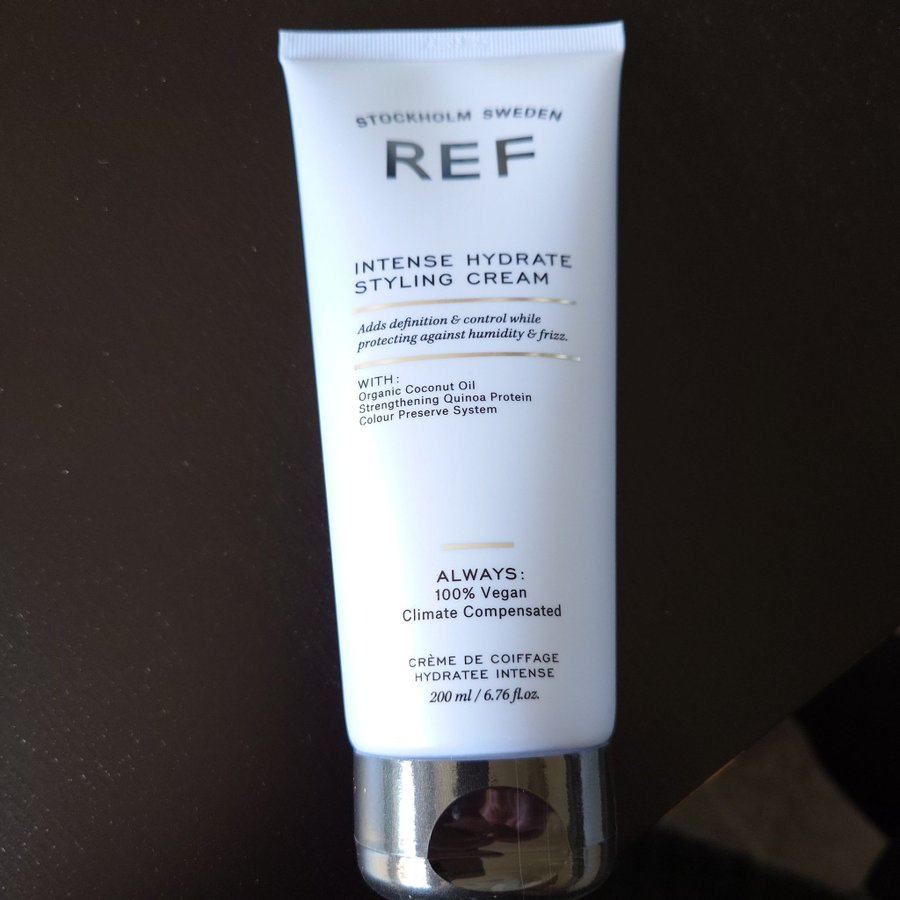 STOCKHOLM SWEDEN
REF
INTENSE HYDRATE
STYLING CREAM
Adds definition & control while
protecting against humidity & frizz.
WITH:
Organic Coconut Oil
Strengthening Quinoa Protein
Colour Preserve System
ALWAYS:
100% Vegan
Climate Compensated
CRÈME DE COIFFAGE
HYDRATEE INTENSE
200 ml / 6.76 fl.oz.